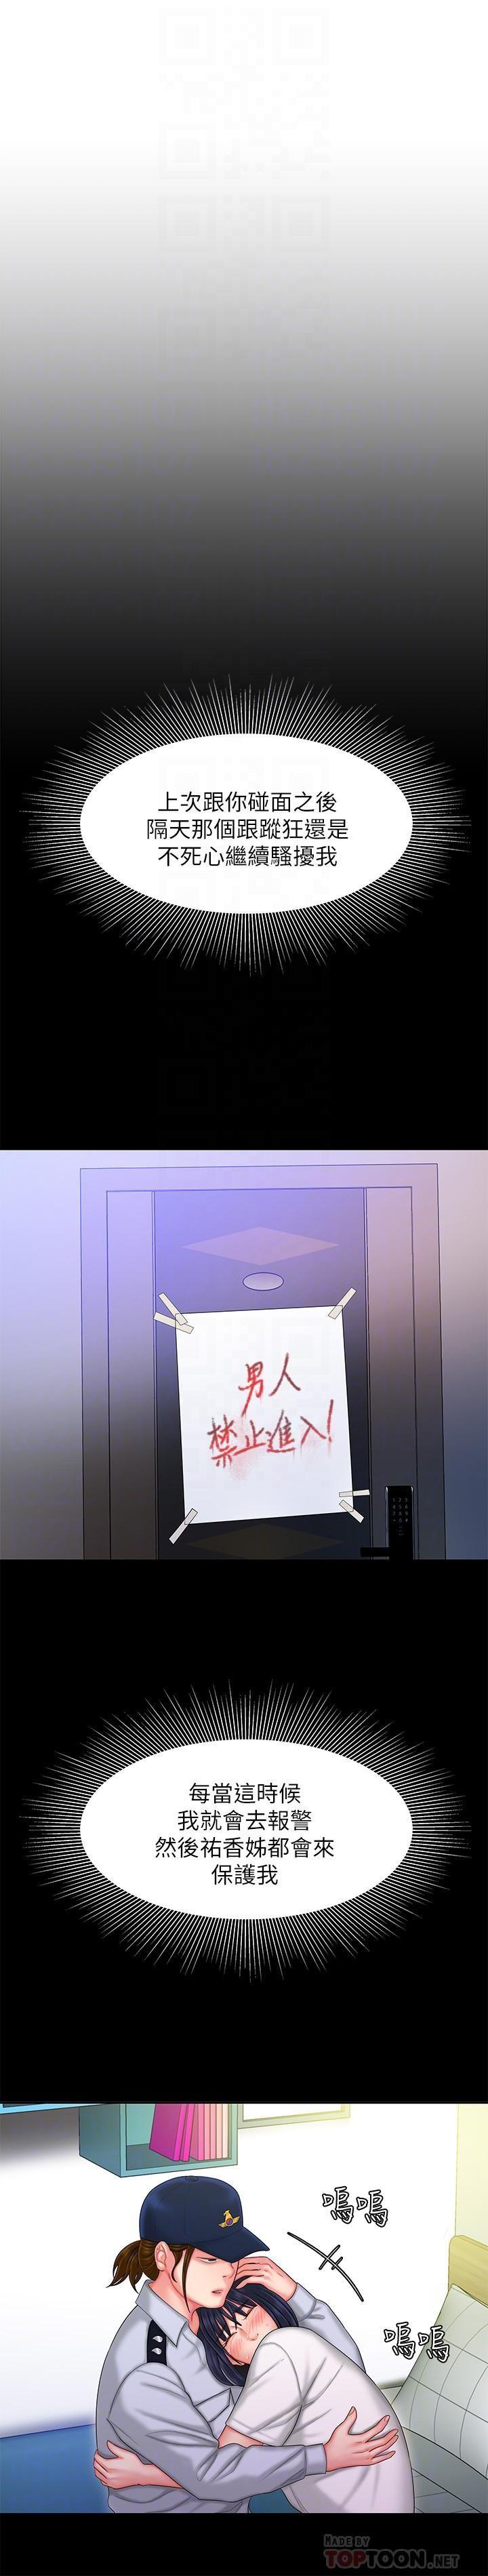 上次跟你碰面之後
隔天那個跟蹤狂還是
不死心繼續騷擾我
男人
禁止進入!
每當這時候
我就會去報警
然後祐香姊都會來
保護我
嗚嗚
嗚嗚
MADE BY
TOPTOON.NET